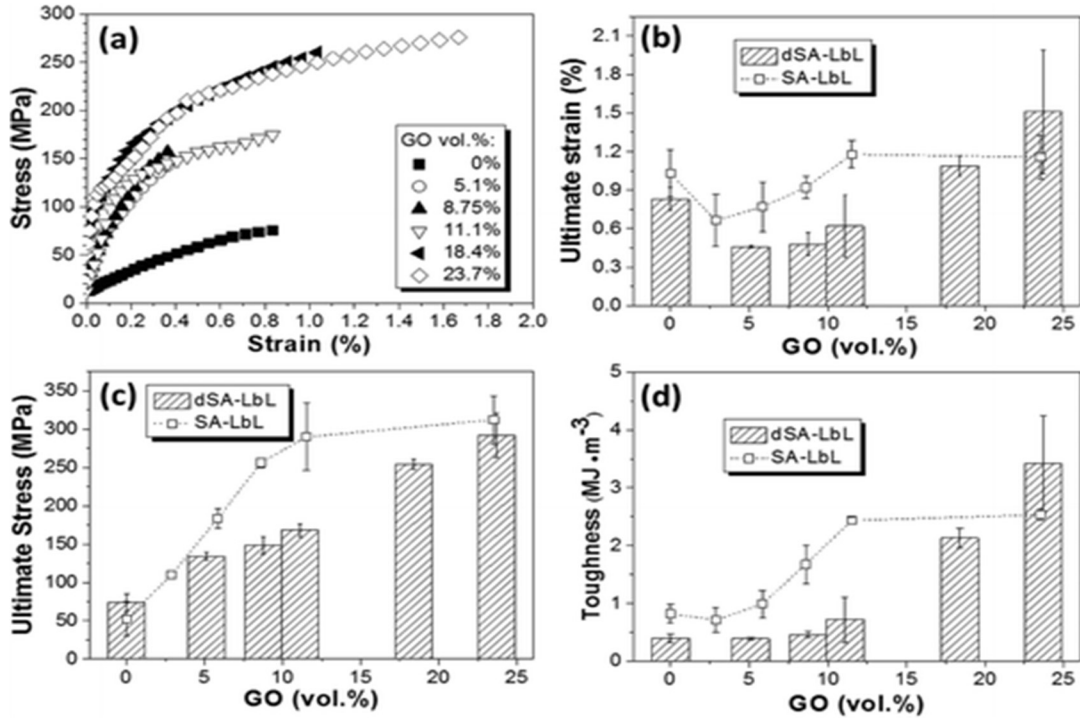 (a)
Stress (MPa)
300
250
200
150
100
50
0
GO vol.%:
0%
5.1%
8.75%
11.1%
18.4%
23.7%
0.0 0.2 0.4 0.6 0.8 1.0 1.2 1.4 1.6 1.8 2.0
Strain (%)
(b)
Ultimate strain (%)
2.1
1.8
1.5
1.2
0.9
0.6
0.3
0.0
dSA-LbL
SA-LbL
0 5 10 15 20 25
GO (vol.%)
(c)
Ultimate Stress (MPa)
350
300
250
200
150
100
50
0
dSA-LbL
SA-LbL
0 5 10 15 20 25
GO (vol.%)
(d)
Toughness (MJ•m-3)
5
4
3
2
1
0
dSA-LbL
SA-LbL
0 5 10 15 20 25
GO (vol.%)